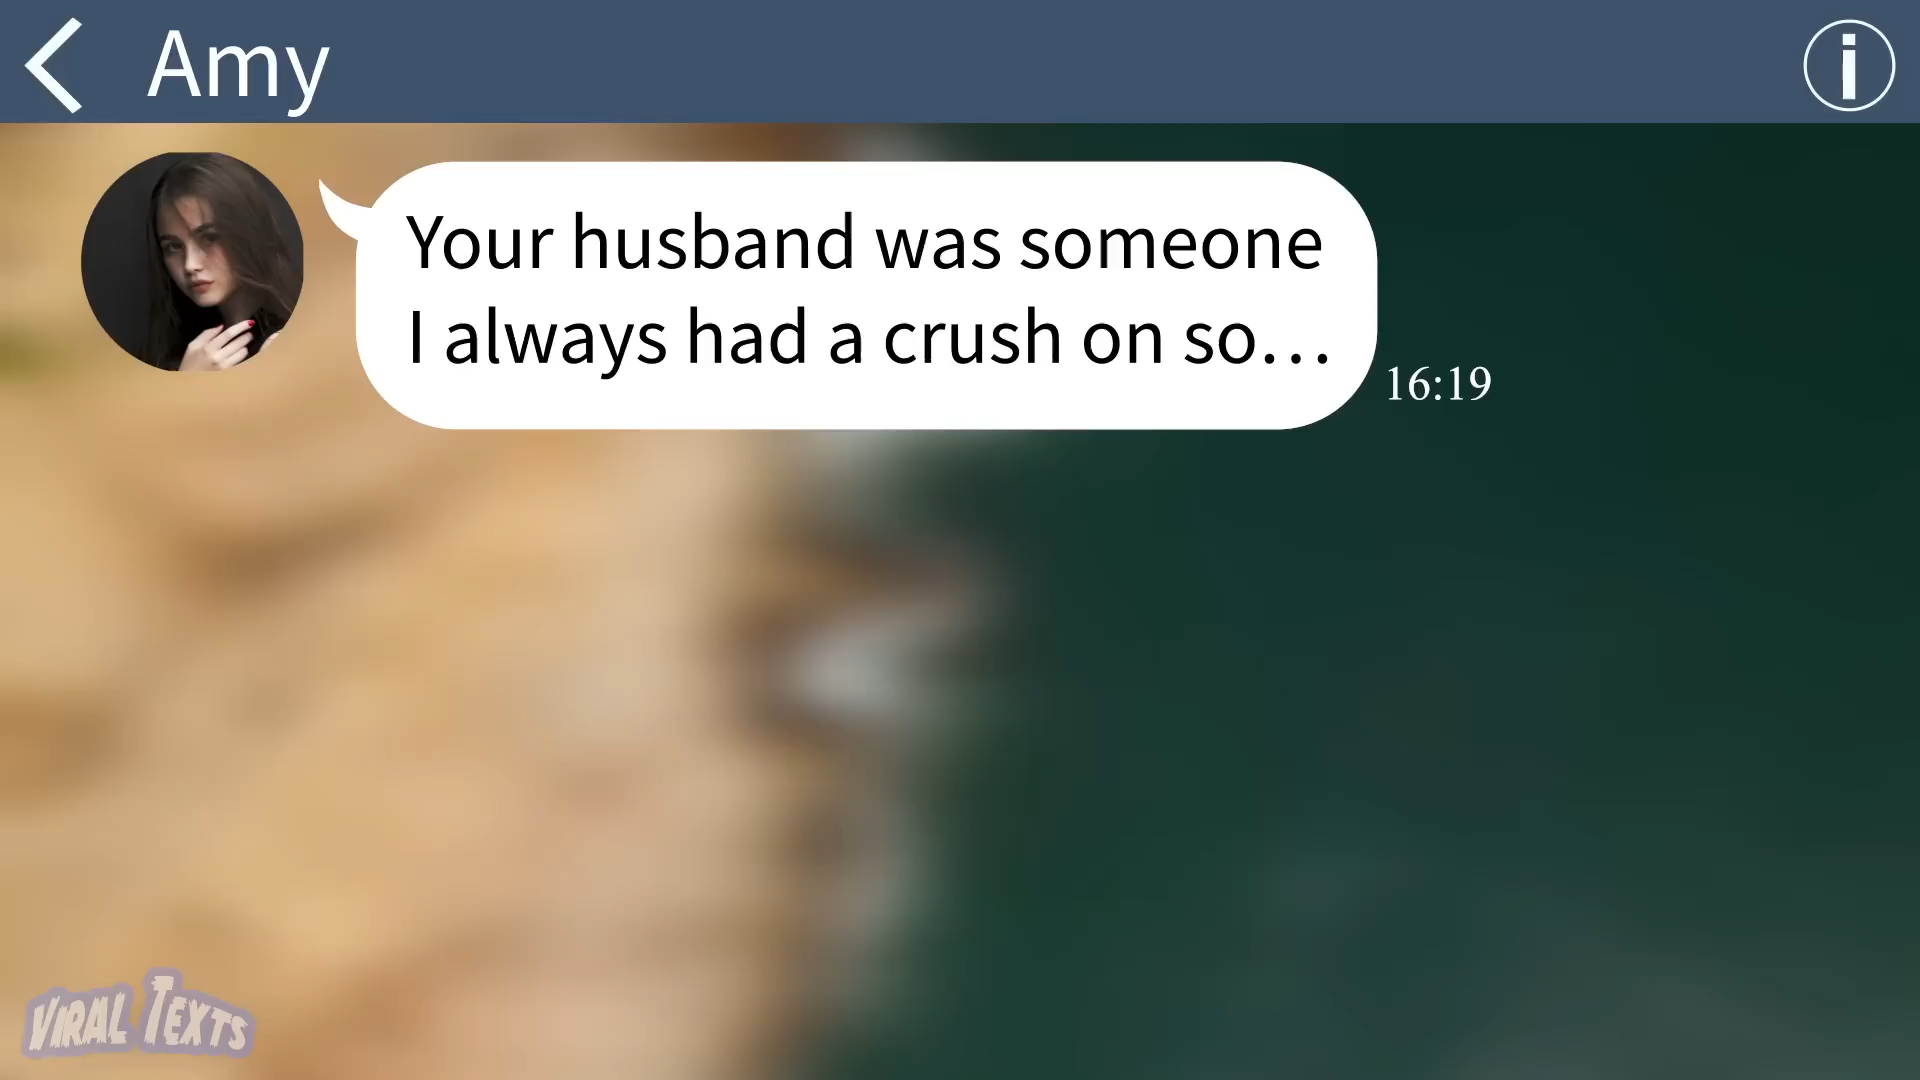 Amy
Your husband was someone
I always had a crush on so…
16:19
VIRAL TEXTS